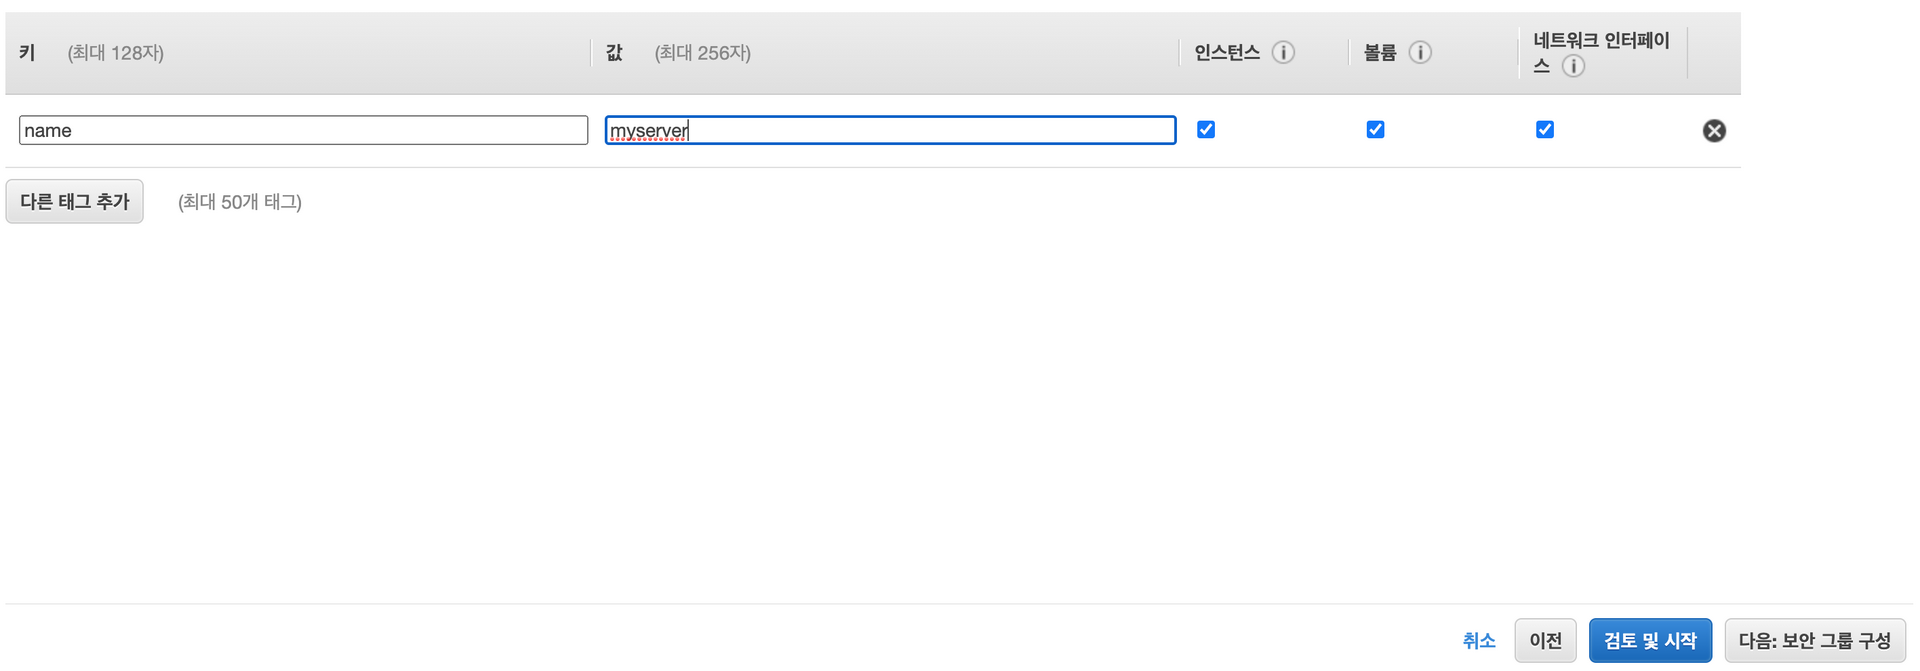 키 (최대 128자) 값 (최대 256자) 인스턴스 볼륨 네트워크 인터페이
스
name myserver
다른 태그 추가 (최대 50개 태그)
취소 이전 검토 및 시작 다음: 보안 그룹 구성